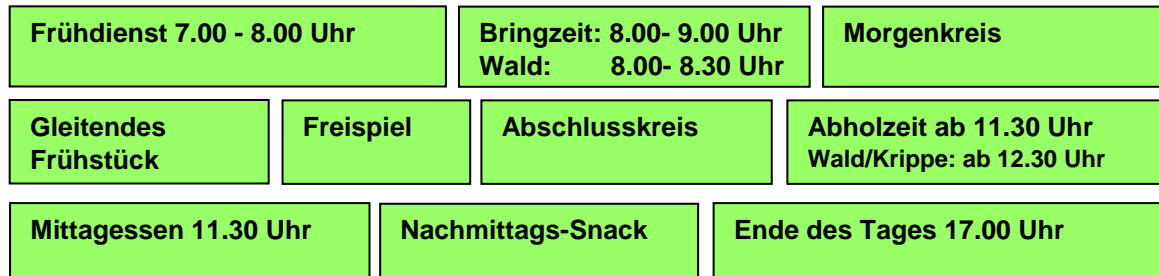 Frühdienst 7.00 - 8.00 Uhr
Bringzeit: 8.00- 9.00 Uhr
Wald: 8.00- 8.30 Uhr
Morgenkreis
Gleitendes
Frühstück
Freispiel
Abschlusskreis
Abholzeit ab 11.30 Uhr
Wald/Krippe: ab 12.30 Uhr
Mittagessen 11.30 Uhr
Nachmittags-Snack
Ende des Tages 17.00 Uhr